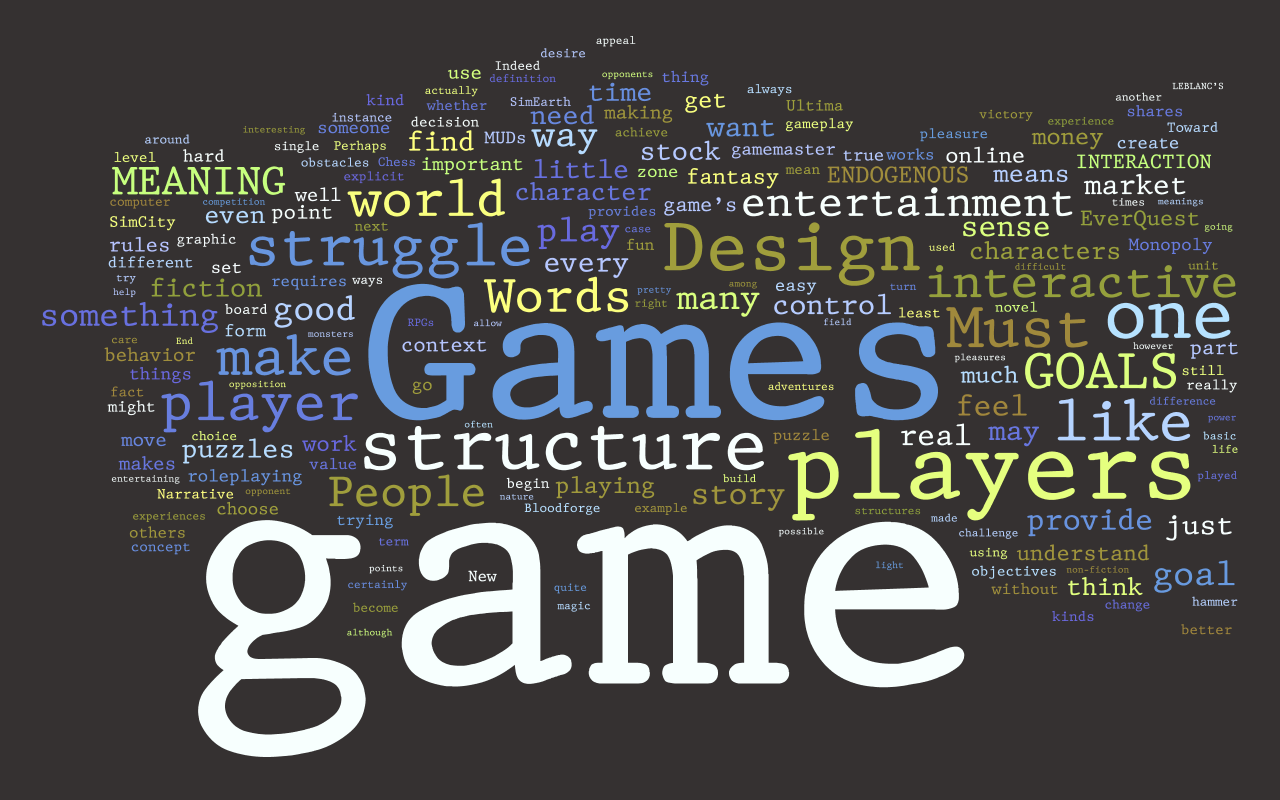 appeal
desire
Indeed
use definition opponents thing
actually always LEBLANC'S
kind whether SimEarth time get another
instance decision need making Ultima victory shares
around interesting someone find MUDs way achieve want gameplay experience Toward
single Perhaps pleasure money create
level hard obstacles Chess important little stock gamemaster true works online INTERACTION
MEANING explicit zone fantasy mean ENDOGENOUS means market
computer competition well world character entertainment times meanings
SimCity even point provides game's EverQuest
next play case sense going
rules graphic struggle fun Design used characters Monopoly
different set every difficult unit
try requires ways pretty among easy turn interactive
help fiction Words right many control least novel
something board good RPGs allow field Must one
form monsters
care End context however part
behavior make Games pleasures GOALS
things opposition go adventures much still
fact really
might player feel difference
move choice often puzzle real may like power
puzzles work structure basic
makes value players life
entertaining roleplaying build played
Narrative opponent People begin playing story
nature
experiences choose Bloodforge example structures
others trying possible made provide just
concept term challenge
game using understand
points New light objectives non-fiction think goal
certainly quite without
become magic change hammer
kinds
although better